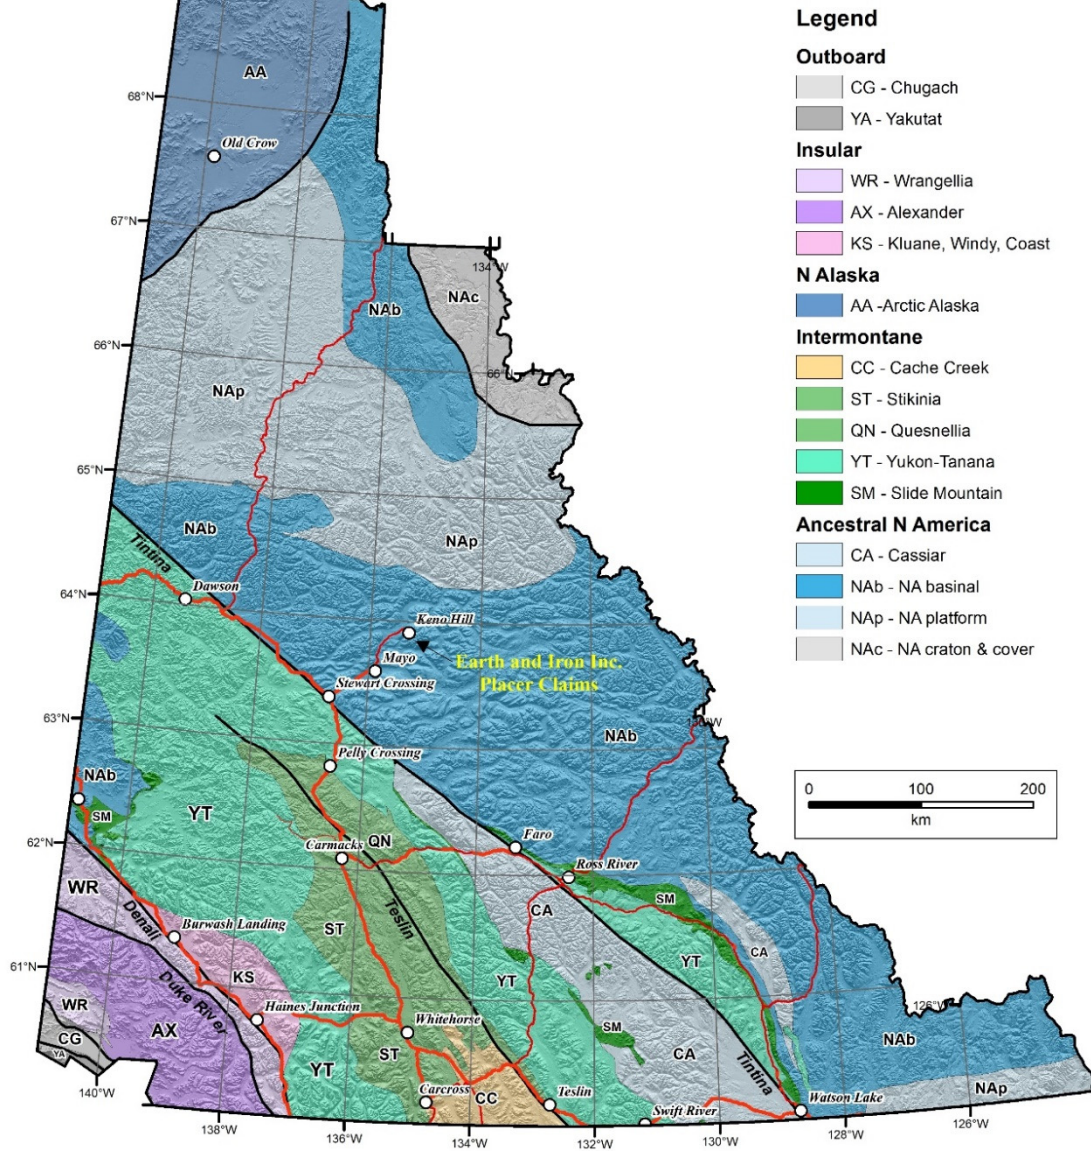 Legend
Outboard
CG - Chugach
YA - Yakutat
Insular
WR - Wrangellia
AX - Alexander
KS - Kluane, Windy, Coast
N Alaska
AA -Arctic Alaska
Intermontane
CC - Cache Creek
ST - Stikinia
QN - Quesnellia
YT - Yukon-Tanana
SM - Slide Mountain
Ancestral N America
CA - Cassiar
NAb - NA basinal
NAp - NA platform
NAc - NA craton & cover
0 100 200
km
AA
68°N
Old Crow
67°N
134°W
NAc
NAb
66°N
66°N
NAp
65°N
NAb
NAp
Tintina
Dawson
64°N
Keno Hill
Mayo
Earth and Iron Inc.
Placer Claims
Stewart Crossing
63°N
NAb
Pelly Crossing
NAb
SM
YT
QN
Faro
62°N
Carmacks
Ross River
WR
SM
Denali
Burwash Landing
Teslin
CA
ST
CA
YT
61°N
KS
YT
Duke River
WR
Haines Junction
Whitehorse
126°W
AX
SM
CG
ST
NAb
YA
YT
CA
Tintina
NAp
140°W
Carcross
CC
Teslin
Watson Lake
Swift River
138°W
136°W
134°W
132°W
130°W
128°W
126°W